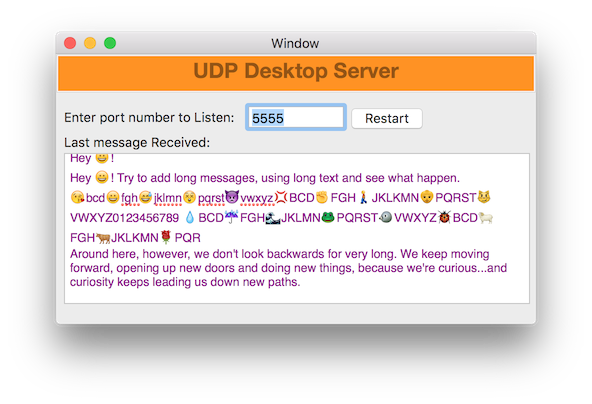 Window
UDP Desktop Server
Enter port number to Listen: 5555 Restart
Last message Received:
Hey 😀 !
Hey 😀 ! Try to add long messages, using long text and see what happen.
😘bcd😀fgh😅jklmn😲pqrst👿vwxyz💢BCD✊FGH🚶JKLKMN👳PQRST😼
VWXYZ0123456789 💧BCD☔FGH🌊JKLMN🐸PQRST🐠VWXYZ🐞BCD🐑
FGH🐂JKLKMN🌹PQR
Around here, however, we don't look backwards for very long. We keep moving
forward, opening up new doors and doing new things, because we're curious...and
curiosity keeps leading us down new paths.